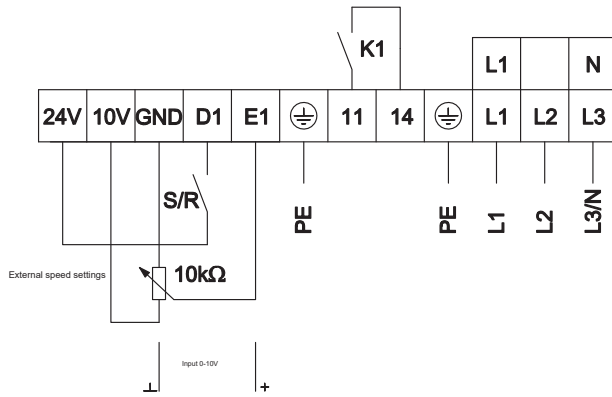 K1
L1 N
24V 10V GND D1 E1 11 14 L1 L2 L3
S/R
PE PE L1 L2 L3/N
External speed settings 10kΩ
Input 0-10V
+